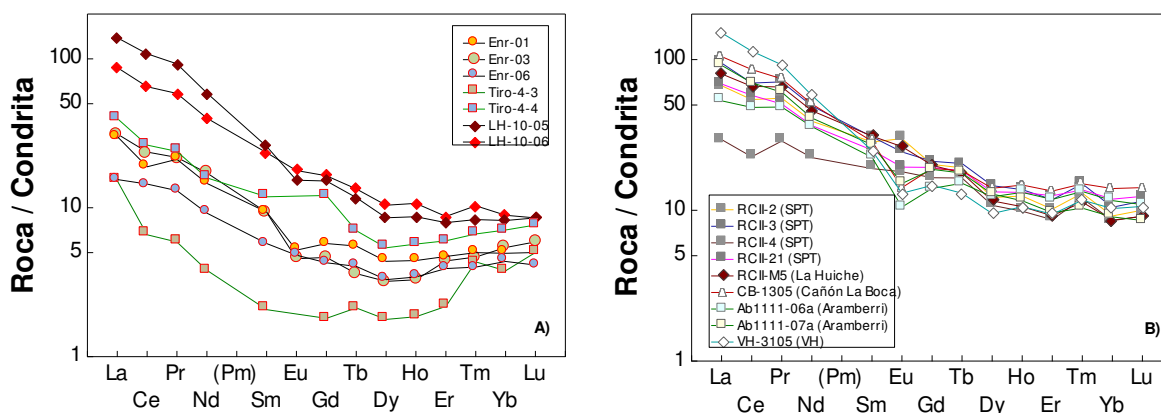 Roca / Condrita
100
50
10
5
1
Enr-01
Enr-03
Enr-06
Tiro-4-3
Tiro-4-4
LH-10-05
LH-10-06
A)
La Pr (Pm) Eu Tb Ho Tm Lu
Ce Nd Sm Gd Dy Er Yb
Roca / Condrita
100
50
10
5
1
RCII-2 (SPT)
RCII-3 (SPT)
RCII-4 (SPT)
RCII-21 (SPT)
RCII-M5 (La Huiche)
CB-1305 (Cañón La Boca)
Ab1111-06a (Aramberri)
Ab1111-07a (Aramberri)
VH-3105 (VH)
B)
La Pr (Pm) Eu Tb Ho Tm Lu
Ce Nd Sm Gd Dy Er Yb